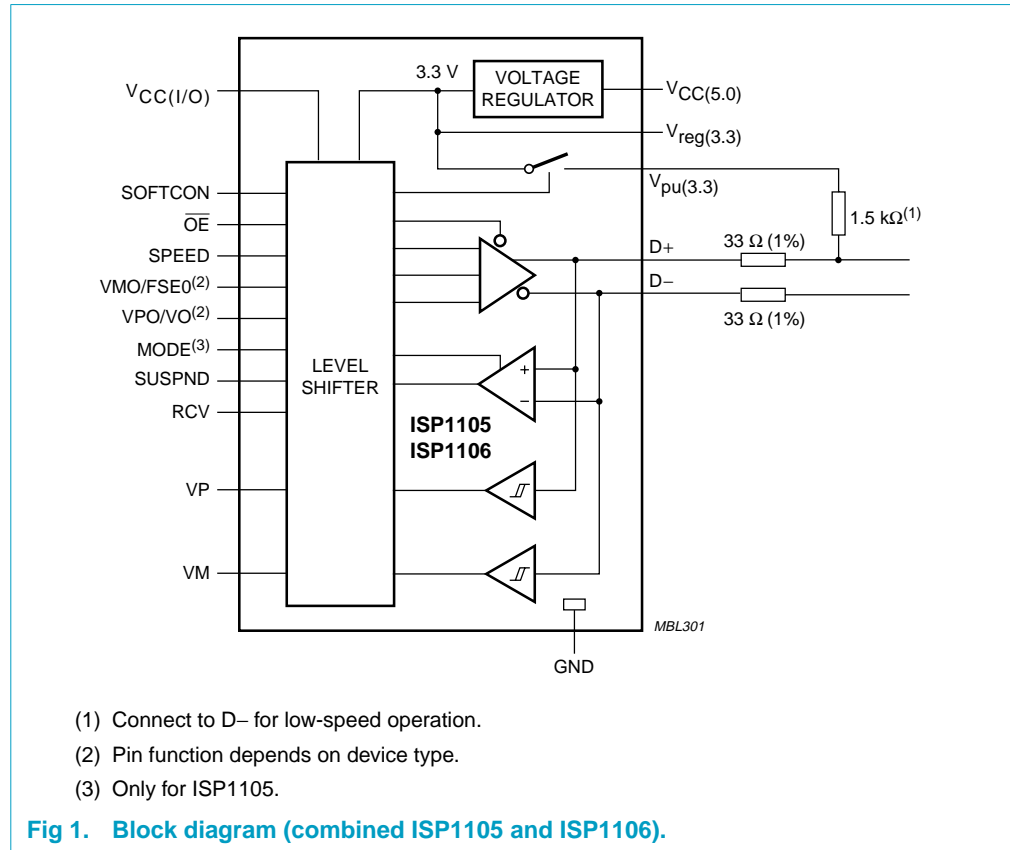 3.3 V
VOLTAGE
REGULATOR
VCC(I/O)
VCC(5.0)
Vreg(3.3)
Vpu(3.3)
SOFTCON
1.5 kΩ(1)
O̅E̅
SPEED
D+
33 Ω (1%)
VMO/FSE0(2)
D−
VPO/VO(2)
33 Ω (1%)
MODE(3)
LEVEL
SHIFTER
+
SUSPND
−
RCV
ISP1105
ISP1106
VP
VM
MBL301
GND
(1) Connect to D− for low-speed operation.
(2) Pin function depends on device type.
(3) Only for ISP1105.
Fig 1. Block diagram (combined ISP1105 and ISP1106).